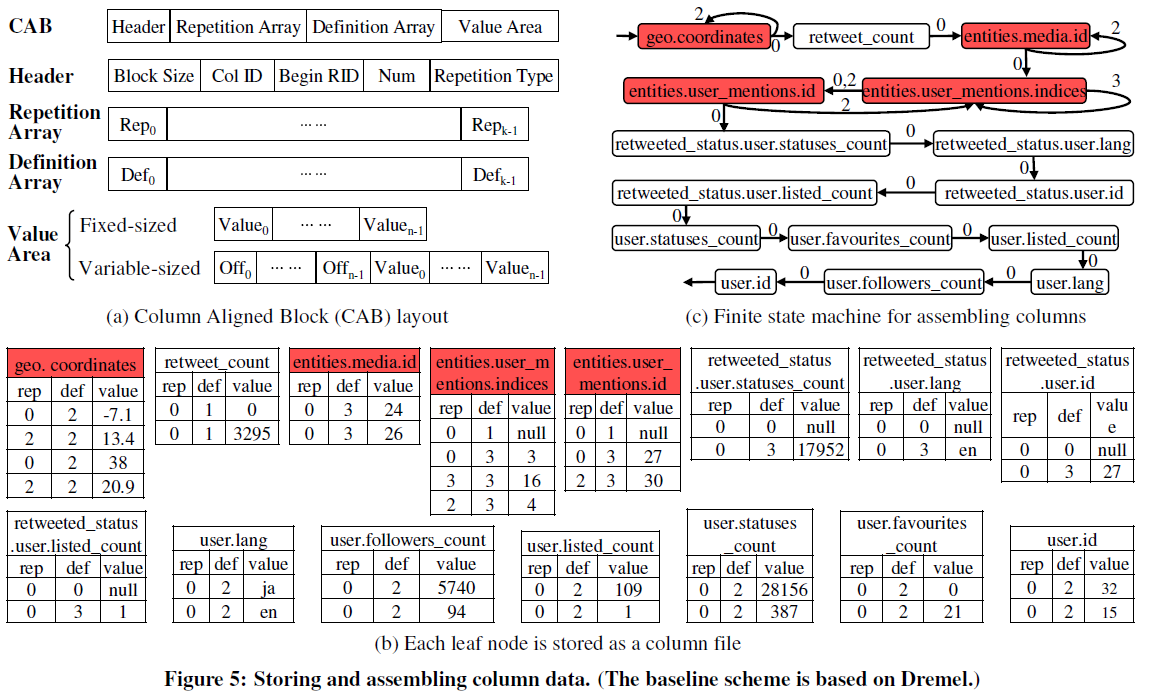 CAB Header Repetition Array Definition Array Value Area
Header Block Size Col ID Begin RID Num Repetition Type
Repetition
Array
Rep0 ...... Repk-1
Definition
Array
Def0 ...... Defk-1
Value
Area
Fixed-sized Value0 ...... Valuen-1
Variable-sized Off0 ...... Offn-1 Value0 ...... Valuen-1
(a) Column Aligned Block (CAB) layout
2
geo.coordinates 0 retweet_count 0 entities.media.id 2
0
entities.user_mentions.id 0,2 entities.user_mentions.indices 3
2
0
retweeted_status.user.statuses_count 0 retweeted_status.user.lang
0
retweeted_status.user.listed_count 0 retweeted_status.user.id
0
user.statuses_count 0 user.favourites_count 0 user.listed_count
0
user.id 0 user.followers_count 0 user.lang
(c) Finite state machine for assembling columns
geo. coordinates
rep def value
0 2 -7.1
2 2 13.4
0 2 38
2 2 20.9
retweet_count
rep def value
0 1 0
0 1 3295
entities.media.id
rep def value
0 3 24
0 3 26
entities.user_m
entions.indices
rep def value
0 1 null
0 3 3
3 3 16
2 3 4
entities.user_
mentions.id
rep def value
0 1 null
0 3 27
2 3 30
retweeted_status
.user.statuses_count
rep def value
0 0 null
0 3 17952
retweeted_status
.user.lang
rep def value
0 0 null
0 3 en
retweeted_status
.user.id
rep def valu
e
0 0 null
0 3 27
retweeted_status
.user.listed_count
rep def value
0 0 null
0 3 1
user.lang
rep def value
0 2 ja
0 2 en
user.followers_count
rep def value
0 2 5740
0 2 94
user.listed_count
rep def value
0 2 109
0 2 1
user.statuses
_count
rep def value
0 2 28156
0 2 387
user.favourites
_count
rep def value
0 2 0
0 2 21
user.id
rep def value
0 2 32
0 2 15
(b) Each leaf node is stored as a column file
Figure 5: Storing and assembling column data. (The baseline scheme is based on Dremel.)